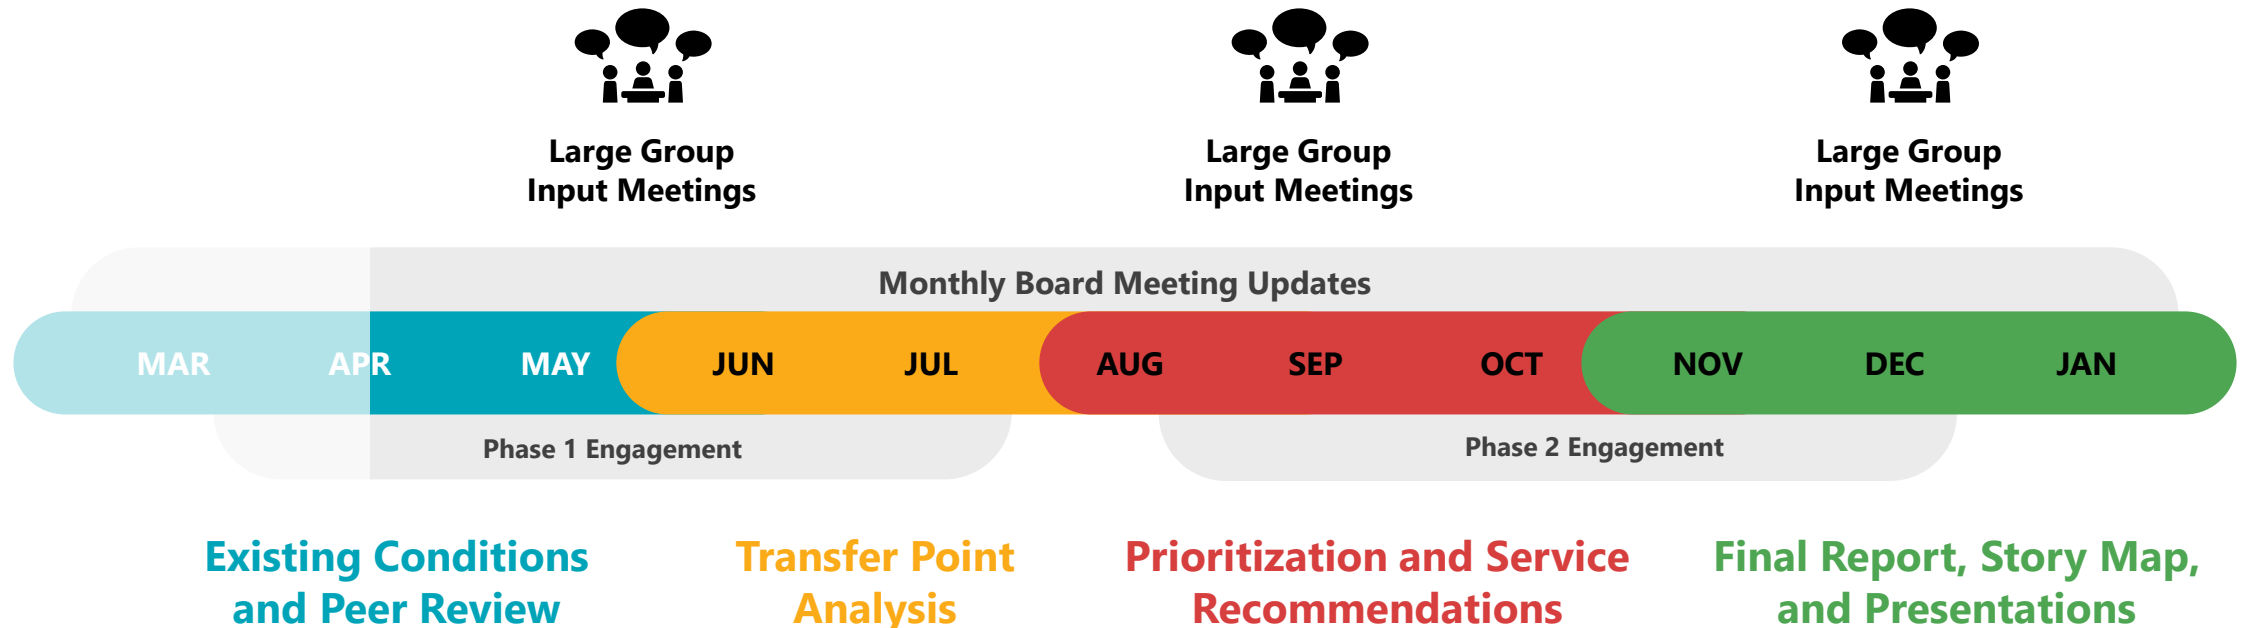 Large Group
Input Meetings
Large Group
Input Meetings
Large Group
Input Meetings
Monthly Board Meeting Updates
MAR APR MAY JUN JUL AUG SEP OCT NOV DEC JAN
Phase 1 Engagement
Phase 2 Engagement
Existing Conditions
and Peer Review
Transfer Point
Analysis
Prioritization and Service
Recommendations
Final Report, Story Map,
and Presentations